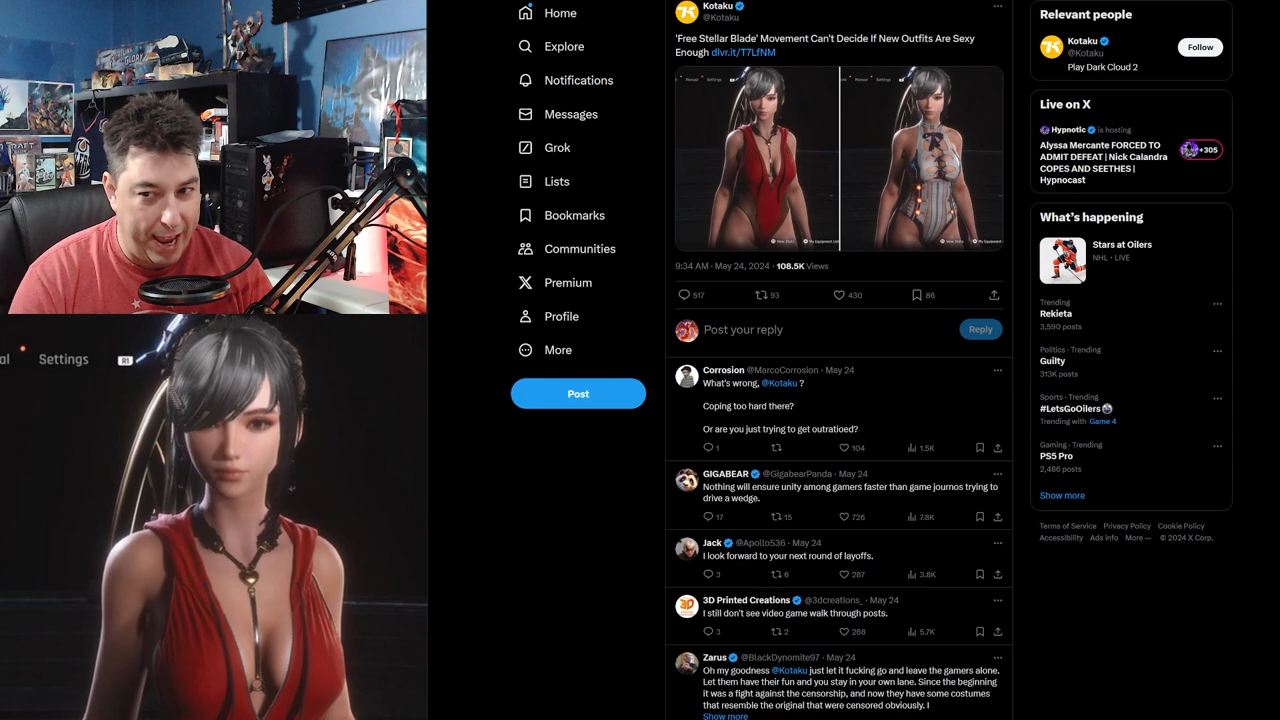 al
Settings
R1
Home
Explore
Notifications
Messages
Grok
Lists
Bookmarks
Communities
Premium
Profile
More
Post
Kotaku
@Kotaku
'Free Stellar Blade' Movement Can't Decide If New Outfits Are Sexy
Enough dlvr.it/T7LfNM
Manual Settings
Manual Settings
My Equipment List
My Equipment L
9:34 AM · May 24, 2024 · 108.5K Views
517 93 430 86
Post your reply
Reply
Corrosion @MarcoCorrosion · May 24
What's wrong, @Kotaku ?
Coping too hard there?
Or are you just trying to get outratioed?
1 104 1.5K
GIGABEAR @GigabearPanda · May 24
Nothing will ensure unity among gamers faster than game journos trying to
drive a wedge.
17 15 726 7.8K
Jack @Apollo536 · May 24
I look forward to your next round of layoffs.
3 6 287 3.8K
3D Printed Creations @3dcreations_ · May 24
I still don't see video game walk through posts.
3 2 268 5.7K
Zarus @BlackDynomite97 · May 24
Oh my goodness @Kotaku just let it fucking go and leave the gamers alone.
Let them have their fun and you stay in your own lane. Since the beginning
it was a fight against the censorship, and now they have some costumes
that resemble the original that were censored obviously. I
Show more
Relevant people
Kotaku
@Kotaku
Follow
Play Dark Cloud 2
Live on X
Hypnotic is hosting
Alyssa Mercante FORCED TO
ADMIT DEFEAT | Nick Calandra
COPES AND SEETHES |
Hypnocast
+305
What's happening
Stars at Oilers
NHL · LIVE
Trending
Rekieta
3,590 posts
Politics · Trending
Guilty
313K posts
Sports · Trending
#LetsGoOilers
Trending with Game 4
Gaming · Trending
PS5 Pro
2,486 posts
Show more
Terms of Service Privacy Policy Cookie Policy
Accessibility Ads info More ··· © 2024 X Corp.